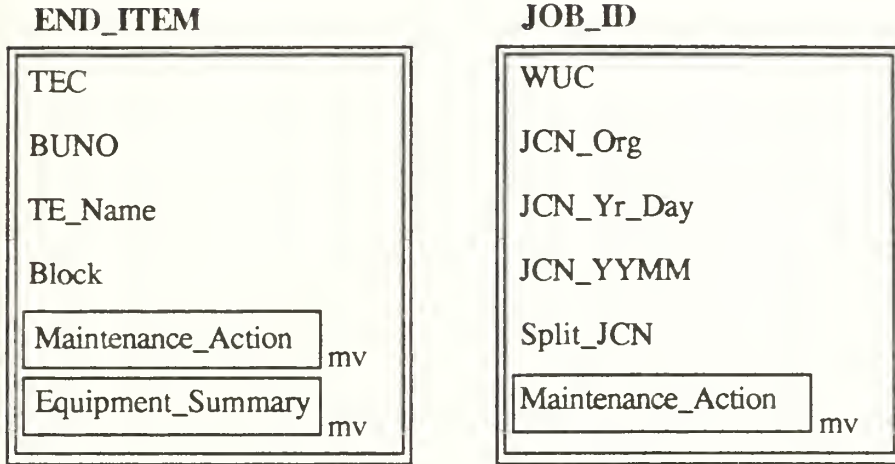 END_ITEM
TEC
BUNO
TE_Name
Block
Maintenance_Action
mv
Equipment_Summary
mv
JOB_ID
WUC
JCN_Org
JCN_Yr_Day
JCN_YYMM
Split_JCN
Maintenance_Action
mv